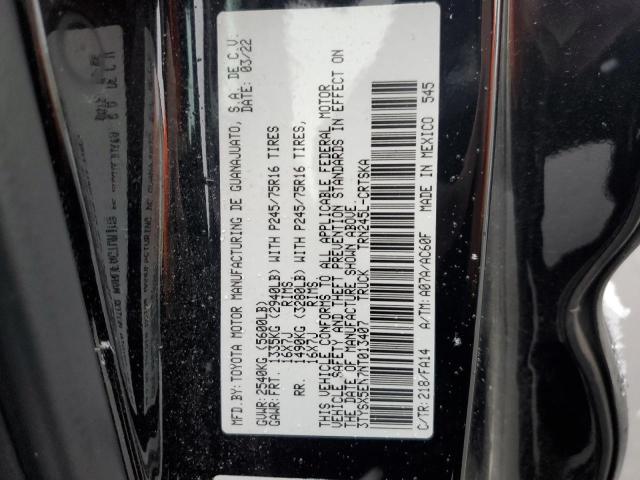 MFD.BY:TOYOTA MOTOR MANUFACTURING DE GUANAJUATO, S.A. DE C.V.
DATE: 03/22
GVWR:2540KG (5600LB)
GAWR:FRT. 1335KG (2940LB) WITH P245/75R16 TIRES
16X7J RIMS
RR. 1490KG (3280LB) WITH P245/75R16 TIRES,
16X7J RIMS,
THIS VEHICLE CONFORMS TO ALL APPLICABLE FEDERAL MOTOR
VEHICLE SAFETY AND THEFT PREVENTION STANDARDS IN EFFECT ON
THE DATE OF MANUFACTURE SHOWN ABOVE.
3TYSX5EN7NT013407 TRUCK TRN245L-CRTSKA
C/TR:218/FA14 A/TM:A07A/AC60F MADE IN MEXICO 545